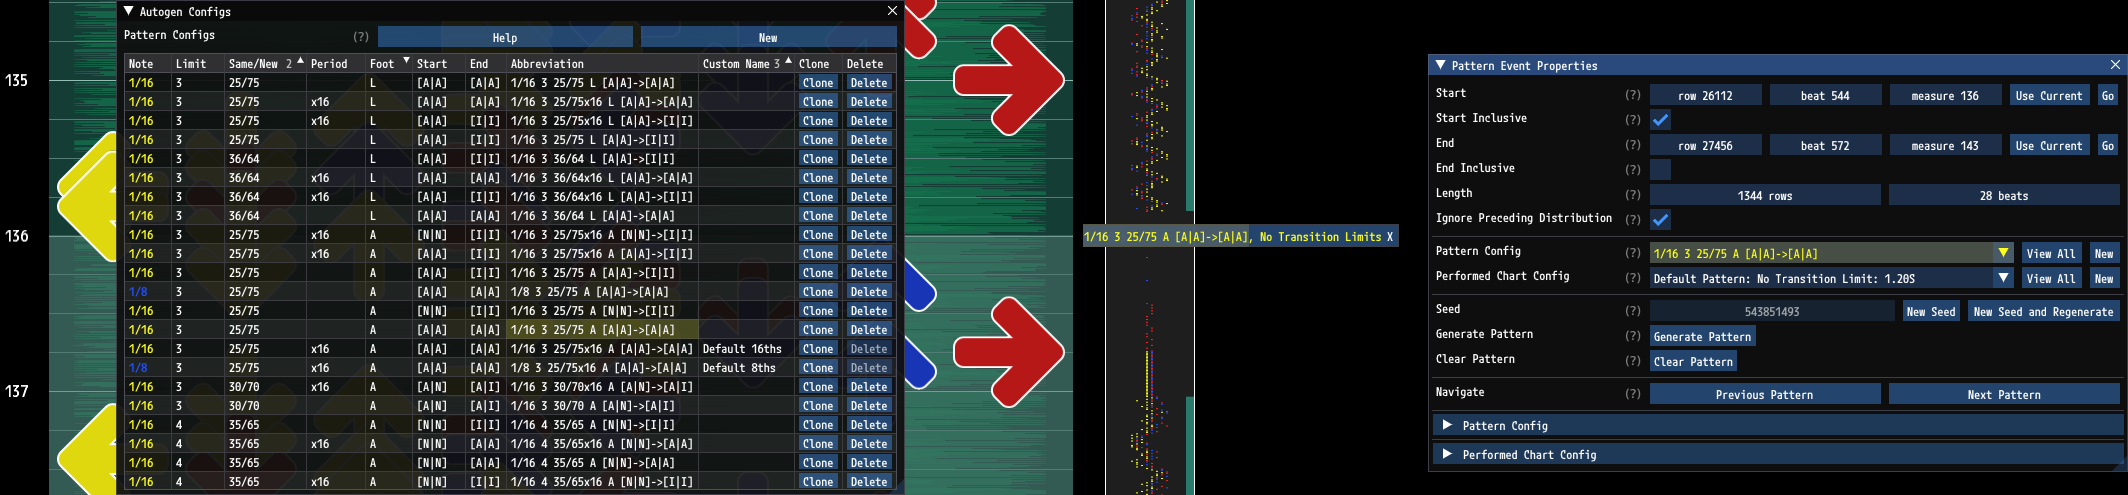 135
136
137
Autogen Configs
Pattern Configs (?) Help New
Note Limit Same/New 2 Period Foot Start End Abbreviation Custom Name 3 Clone Delete
1/16 3 25/75 L [A|A] [A|A] 1/16 3 25/75 L [A|A]->[A|A] Clone Delete
1/16 3 25/75 x16 L [A|A] [A|A] 1/16 3 25/75x16 L [A|A]->[A|A] Clone Delete
1/16 3 25/75 x16 L [A|A] [I|I] 1/16 3 25/75x16 L [A|A]->[I|I] Clone Delete
1/16 3 25/75 L [A|A] [I|I] 1/16 3 25/75 L [A|A]->[I|I] Clone Delete
1/16 3 36/64 L [A|A] [I|I] 1/16 3 36/64 L [A|A]->[I|I] Clone Delete
1/16 3 36/64 x16 L [A|A] [A|A] 1/16 3 36/64x16 L [A|A]->[A|A] Clone Delete
1/16 3 36/64 x16 L [A|A] [I|I] 1/16 3 36/64x16 L [A|A]->[I|I] Clone Delete
1/16 3 36/64 L [A|A] [A|A] 1/16 3 36/64 L [A|A]->[A|A] Clone Delete
1/16 3 25/75 x16 A [N|N] [I|I] 1/16 3 25/75x16 A [N|N]->[I|I] Clone Delete
1/16 3 25/75 x16 A [A|A] [I|I] 1/16 3 25/75x16 A [A|A]->[I|I] Clone Delete
1/16 3 25/75 A [A|A] [I|I] 1/16 3 25/75 A [A|A]->[I|I] Clone Delete
1/8 3 25/75 A [A|A] [A|A] 1/8 3 25/75 A [A|A]->[A|A] Clone Delete
1/16 3 25/75 A [N|N] [I|I] 1/16 3 25/75 A [N|N]->[I|I] Clone Delete
1/16 3 25/75 A [A|A] [A|A] 1/16 3 25/75 A [A|A]->[A|A] Clone Delete
1/16 3 25/75 x16 A [A|A] [A|A] 1/16 3 25/75x16 A [A|A]->[A|A] Default 16ths Clone Delete
1/8 3 25/75 x16 A [A|A] [A|A] 1/8 3 25/75x16 A [A|A]->[A|A] Default 8ths Clone Delete
1/16 3 30/70 x16 A [A|N] [A|I] 1/16 3 30/70x16 A [A|N]->[A|I] Clone Delete
1/16 3 30/70 A [A|N] [A|I] 1/16 3 30/70 A [A|N]->[A|I] Clone Delete
1/16 4 35/65 A [N|N] [I|I] 1/16 4 35/65 A [N|N]->[I|I] Clone Delete
1/16 4 35/65 x16 A [N|N] [A|A] 1/16 4 35/65x16 A [N|N]->[A|A] Clone Delete
1/16 4 35/65 A [N|N] [A|A] 1/16 4 35/65 A [N|N]->[A|A] Clone Delete
1/16 4 35/65 x16 A [N|N] [I|I] 1/16 4 35/65x16 A [N|N]->[I|I] Clone Delete
1/16 3 25/75 A [A|A]->[A|A], No Transition Limits X
Pattern Event Properties
Start (?) row 26112 beat 544 measure 136 Use Current Go
Start Inclusive (?)
End (?) row 27456 beat 572 measure 143 Use Current Go
End Inclusive (?)
Length (?) 1344 rows 28 beats
Ignore Preceding Distribution (?)
Pattern Config (?) 1/16 3 25/75 A [A|A]->[A|A] View All New
Performed Chart Config (?) Default Pattern: No Transition Limit: 1.20S View All New
Seed (?) 543851493 New Seed New Seed and Regenerate
Generate Pattern (?) Generate Pattern
Clear Pattern (?) Clear Pattern
Navigate (?) Previous Pattern Next Pattern
Pattern Config
Performed Chart Config